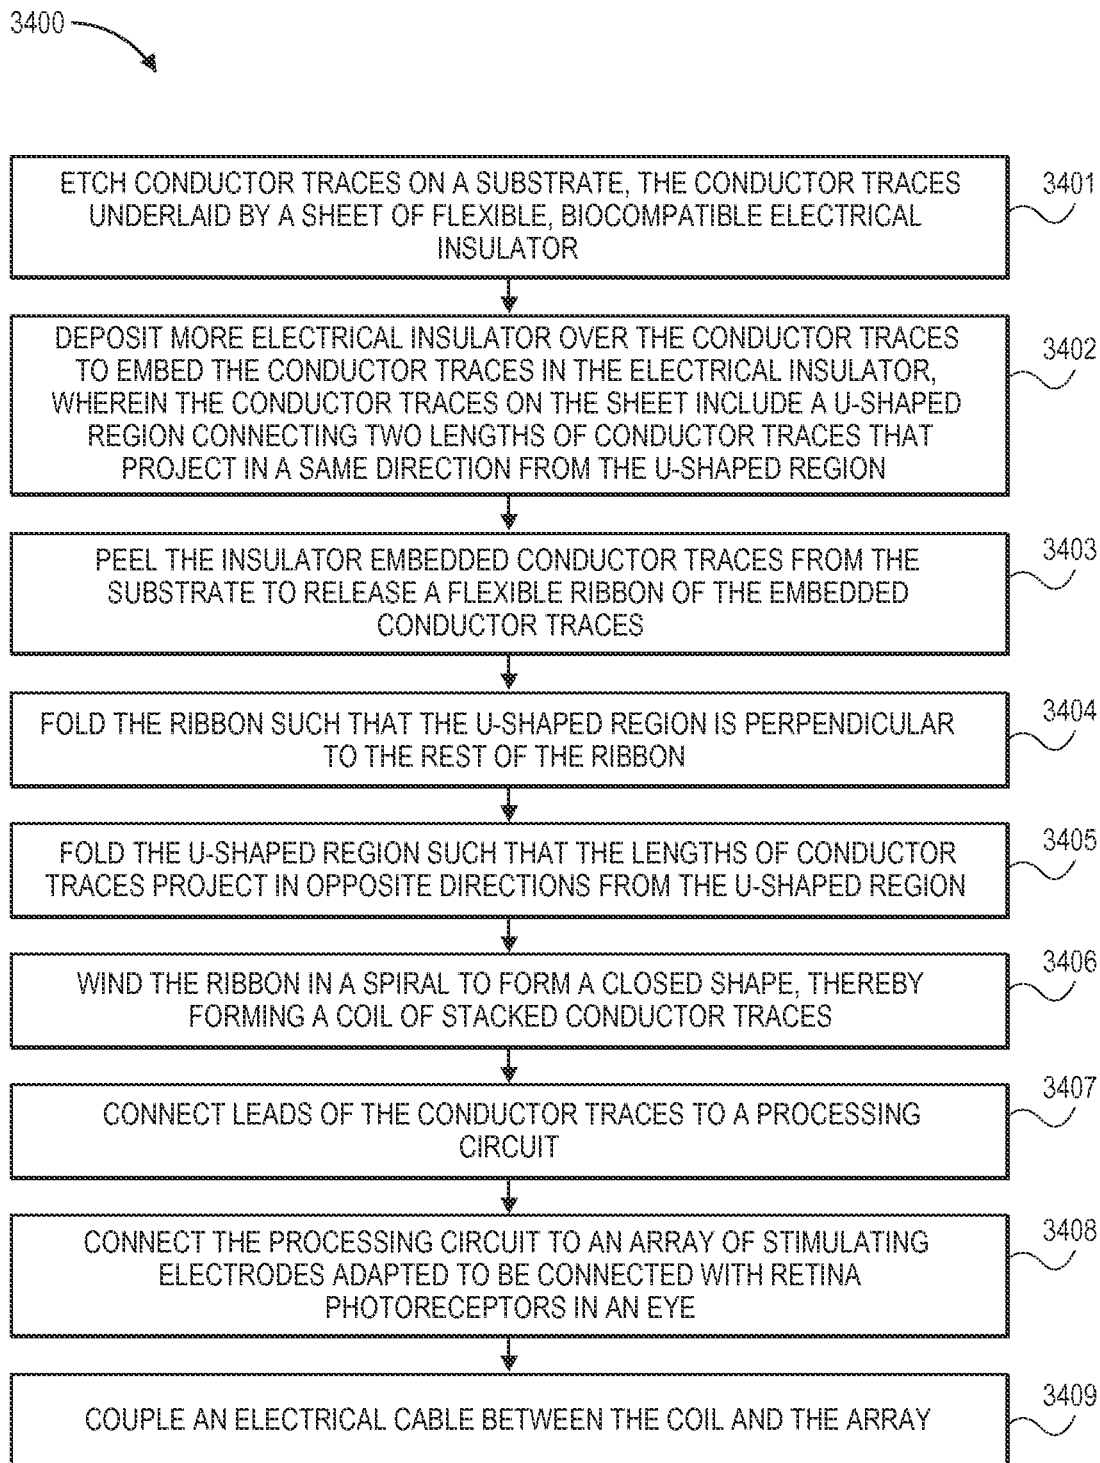 3400
ETCH CONDUCTOR TRACES ON A SUBSTRATE, THE CONDUCTOR TRACES
UNDERLAID BY A SHEET OF FLEXIBLE, BIOCOMPATIBLE ELECTRICAL
INSULATOR
3401
DEPOSIT MORE ELECTRICAL INSULATOR OVER THE CONDUCTOR TRACES
TO EMBED THE CONDUCTOR TRACES IN THE ELECTRICAL INSULATOR,
WHEREIN THE CONDUCTOR TRACES ON THE SHEET INCLUDE A U-SHAPED
REGION CONNECTING TWO LENGTHS OF CONDUCTOR TRACES THAT
PROJECT IN A SAME DIRECTION FROM THE U-SHAPED REGION
3402
PEEL THE INSULATOR EMBEDDED CONDUCTOR TRACES FROM THE
SUBSTRATE TO RELEASE A FLEXIBLE RIBBON OF THE EMBEDDED
CONDUCTOR TRACES
3403
FOLD THE RIBBON SUCH THAT THE U-SHAPED REGION IS PERPENDICULAR
TO THE REST OF THE RIBBON
3404
FOLD THE U-SHAPED REGION SUCH THAT THE LENGTHS OF CONDUCTOR
TRACES PROJECT IN OPPOSITE DIRECTIONS FROM THE U-SHAPED REGION
3405
WIND THE RIBBON IN A SPIRAL TO FORM A CLOSED SHAPE, THEREBY
FORMING A COIL OF STACKED CONDUCTOR TRACES
3406
CONNECT LEADS OF THE CONDUCTOR TRACES TO A PROCESSING
CIRCUIT
3407
CONNECT THE PROCESSING CIRCUIT TO AN ARRAY OF STIMULATING
ELECTRODES ADAPTED TO BE CONNECTED WITH RETINA
PHOTORECEPTORS IN AN EYE
3408
COUPLE AN ELECTRICAL CABLE BETWEEN THE COIL AND THE ARRAY
3409